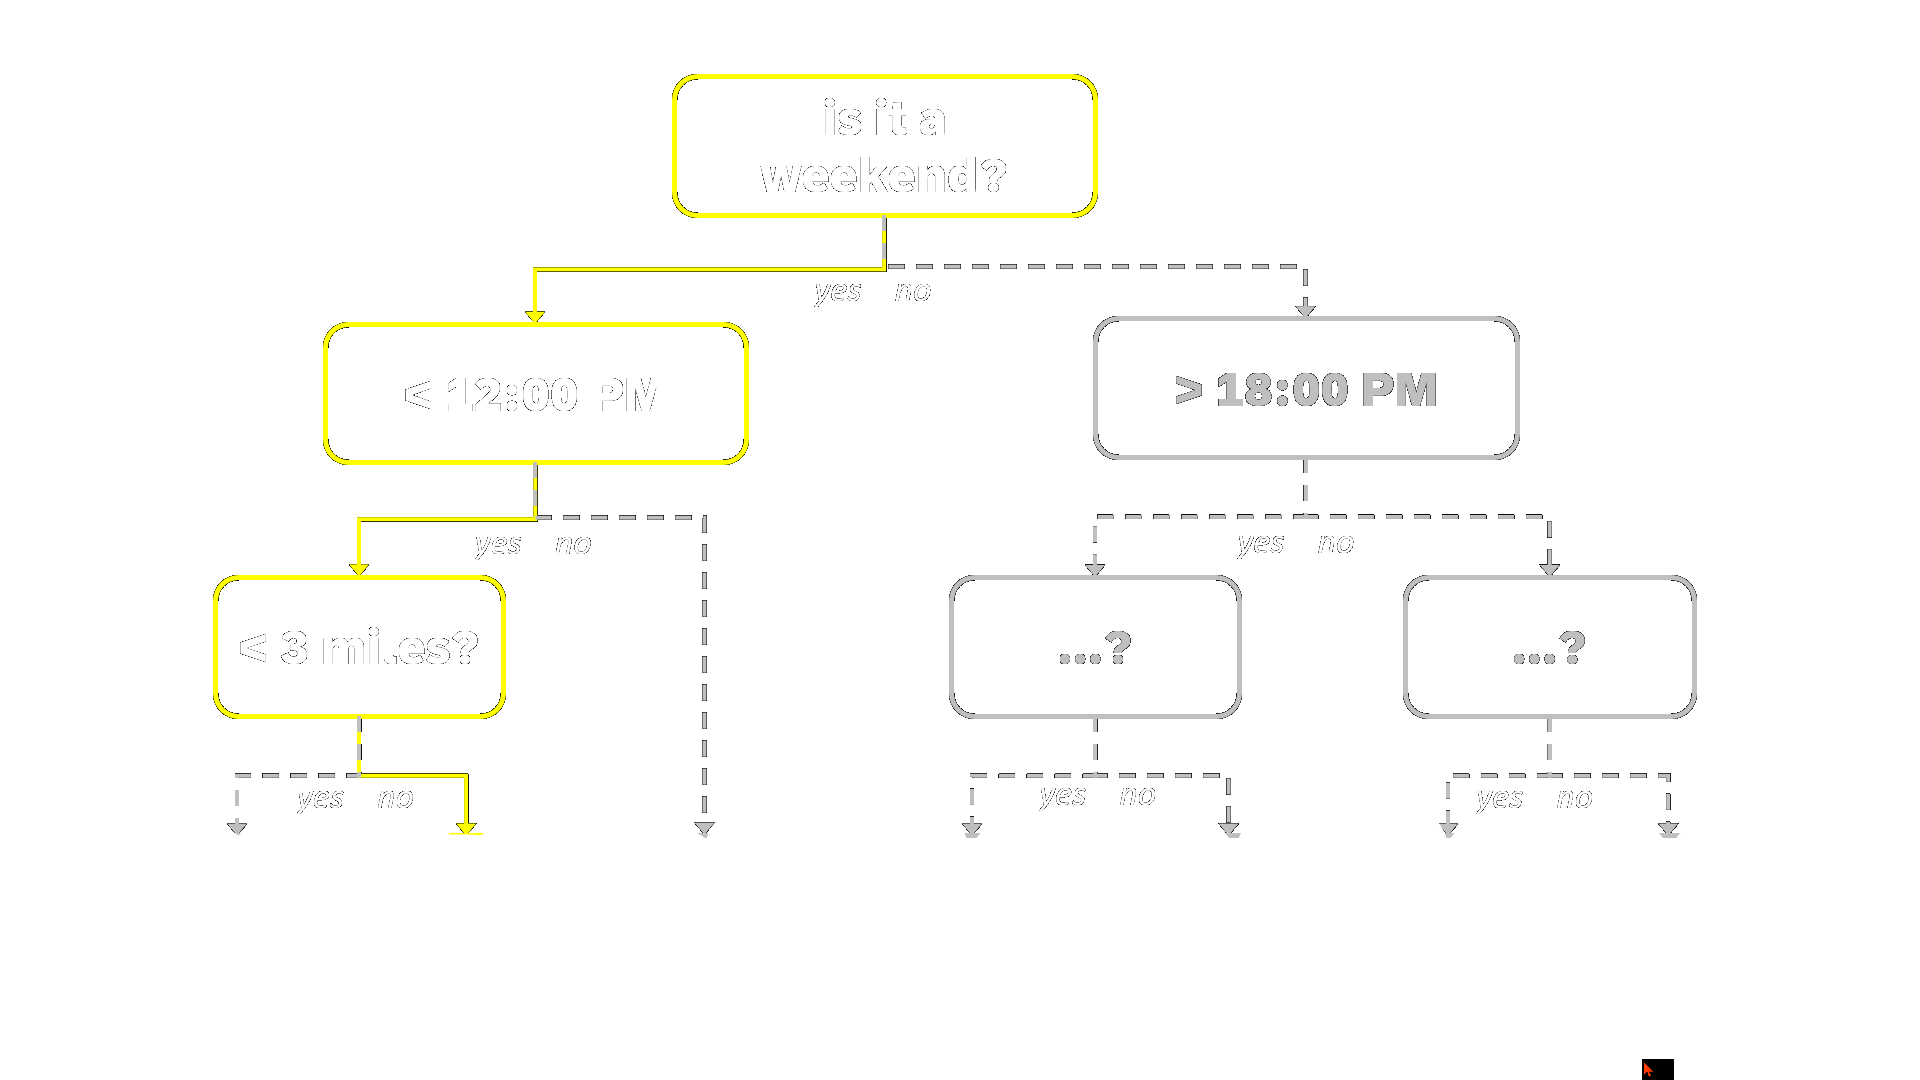 is it a
weekend?
yes no
< 12:00 PM
> 18:00 PM
yes no
yes no
< 3 miles?
...?
...?
yes no
yes no
yes no